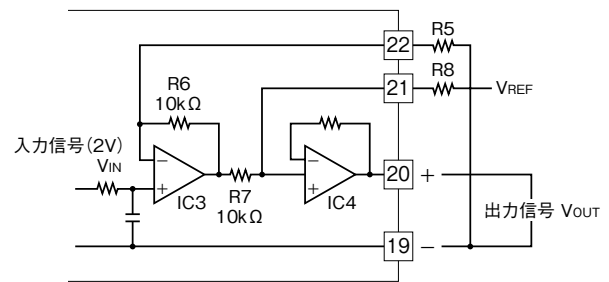 22
R5
21
R8
VREF
R6
10kΩ
入力信号(2V)
VIN
−
+
IC3
R7
10kΩ
−
+
IC4
20
+
出力信号 VOUT
19
−